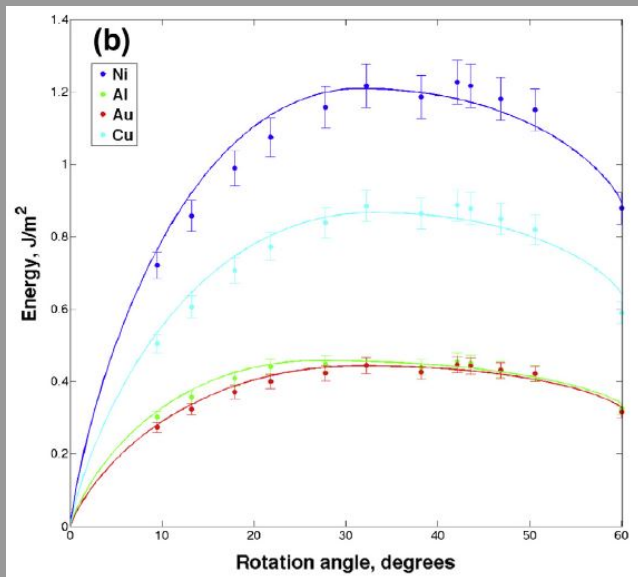 (b)
Ni
Al
Au
Cu
1.4
1.2
1
0.8
0.6
0.4
0.2
0
Energy, J/m²
0 10 20 30 40 50 60
Rotation angle, degrees